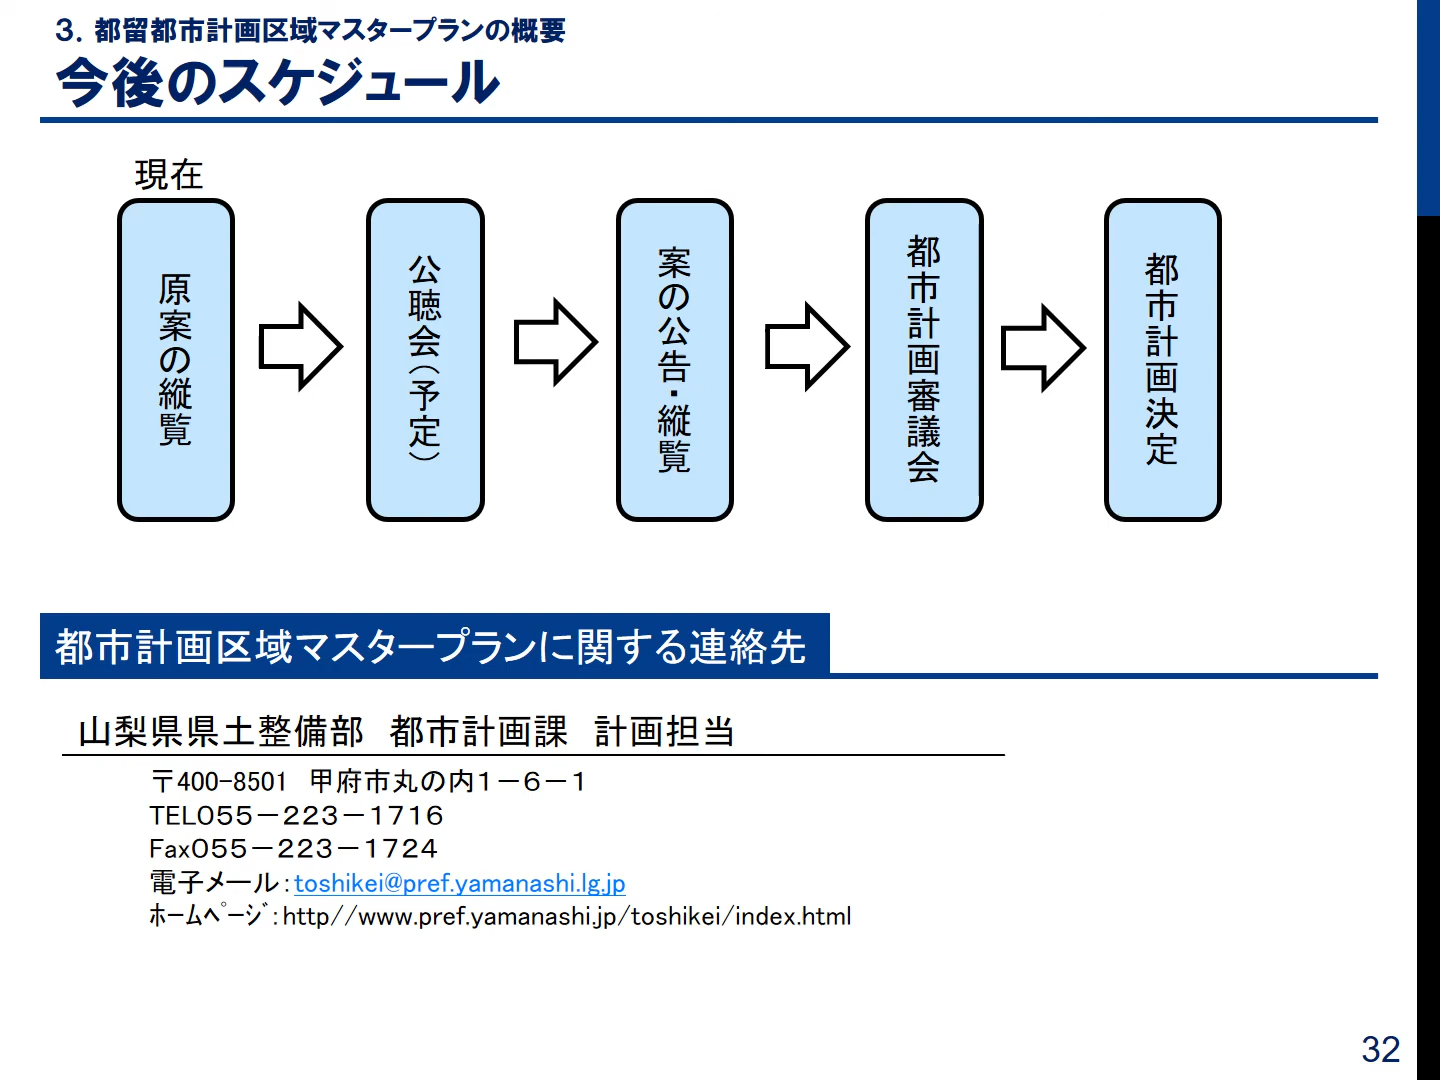 3．都留都市計画区域マスタープランの概要
今後のスケジュール
現在
原案の縦覧
公聴会（予定）
案の公告・縦覧
都市計画審議会
都市計画決定
都市計画区域マスタープランに関する連絡先
山梨県県土整備部　都市計画課　計画担当
〒400-8501　甲府市丸の内１－６－１
TEL０５５－２２３－１７１６
Fax０５５－２２３－１７２４
電子メール：toshikei@pref.yamanashi.lg.jp
ﾎｰﾑﾍﾟｰｼﾞ：http//www.pref.yamanashi.jp/toshikei/index.html
32